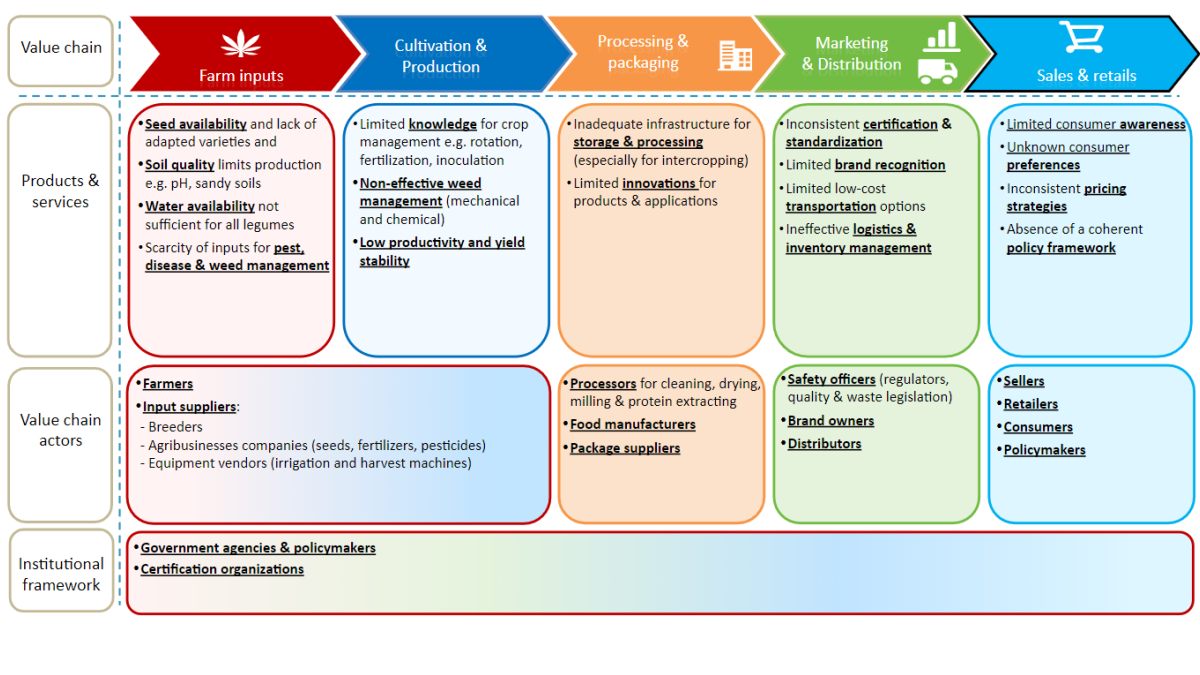 Value chain
Farm inputs
Cultivation &
Production
Processing &
packaging
Marketing
& Distribution
Sales & retails
Products &
services
•Seed availability and lack of
adapted varieties and
•Soil quality limits production
e.g. pH, sandy soils
•Water availability not
sufficient for all legumes
•Scarcity of inputs for pest,
disease & weed management
•Limited knowledge for crop
management e.g. rotation,
fertilization, inoculation
•Non-effective weed
management (mechanical
and chemical)
•Low productivity and yield
stability
•Inadequate infrastructure for
storage & processing
(especially for intercropping)
•Limited innovations for
products & applications
•Inconsistent certification &
standardization
•Limited brand recognition
•Limited low-cost
transportation options
•Ineffective logistics &
inventory management
•Limited consumer awareness
•Unknown consumer
preferences
•Inconsistent pricing
strategies
•Absence of a coherent
policy framework
Value chain
actors
•Farmers
•Input suppliers:
- Breeders
- Agribusinesses companies (seeds, fertilizers, pesticides)
- Equipment vendors (irrigation and harvest machines)
•Processors for cleaning, drying,
milling & protein extracting
•Food manufacturers
•Package suppliers
•Safety officers (regulators,
quality & waste legislation)
•Brand owners
•Distributors
•Sellers
•Retailers
•Consumers
•Policymakers
Institutional
framework
•Government agencies & policymakers
•Certification organizations